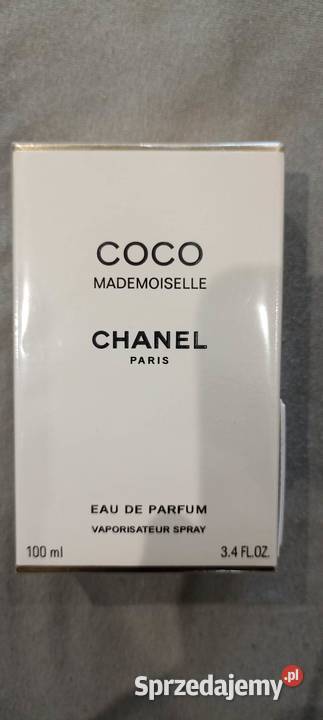 COCO
MADEMOISELLE
CHANEL
PARIS
EAU DE PARFUM
VAPORISATEUR SPRAY
100 ml 3.4 FL.OZ.
Sprzedajemy.pl